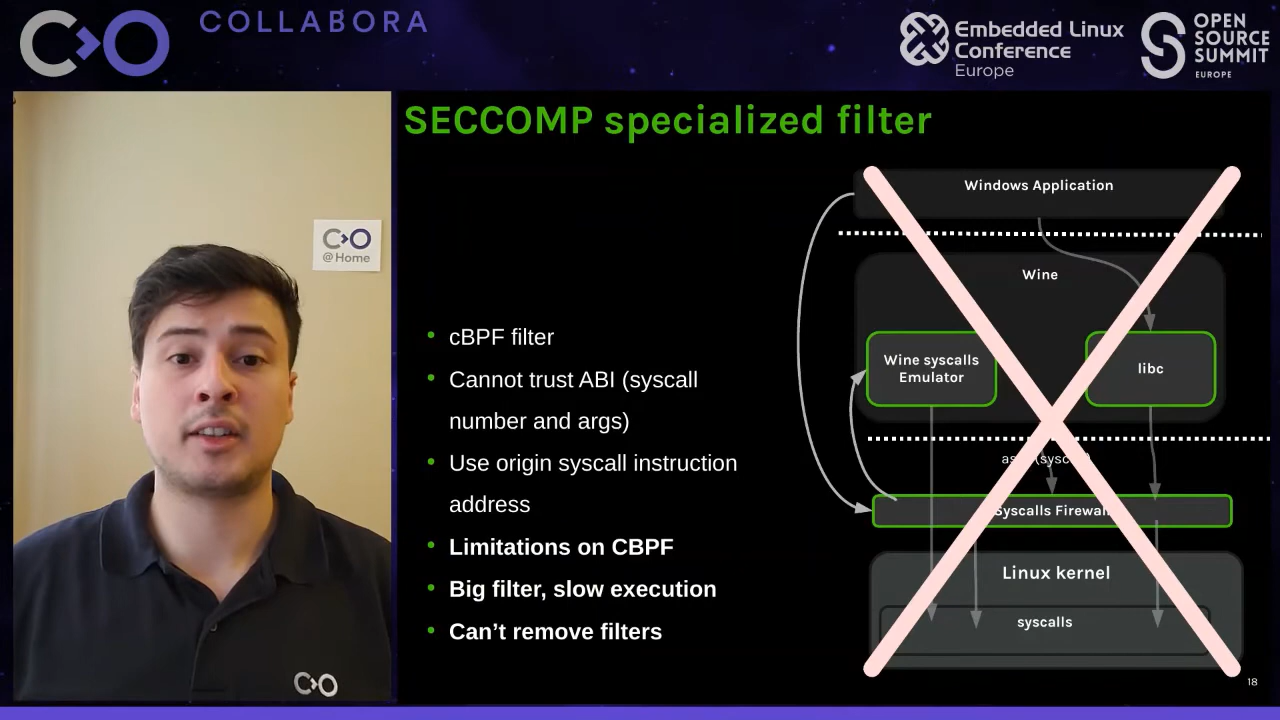 COLLABORA
Embedded Linux
Conference
Europe
OPEN
SOURCE
SUMMIT
EUROPE
SECCOMP specialized filter
@Home
cBPF filter
Cannot trust ABI (syscall
number and args)
Use origin syscall instruction
address
Limitations on CBPF
Big filter, slow execution
Can't remove filters
Windows Application
Wine
Wine syscalls
Emulator
libc
Syscalls Firewall
Linux kernel
syscalls
18